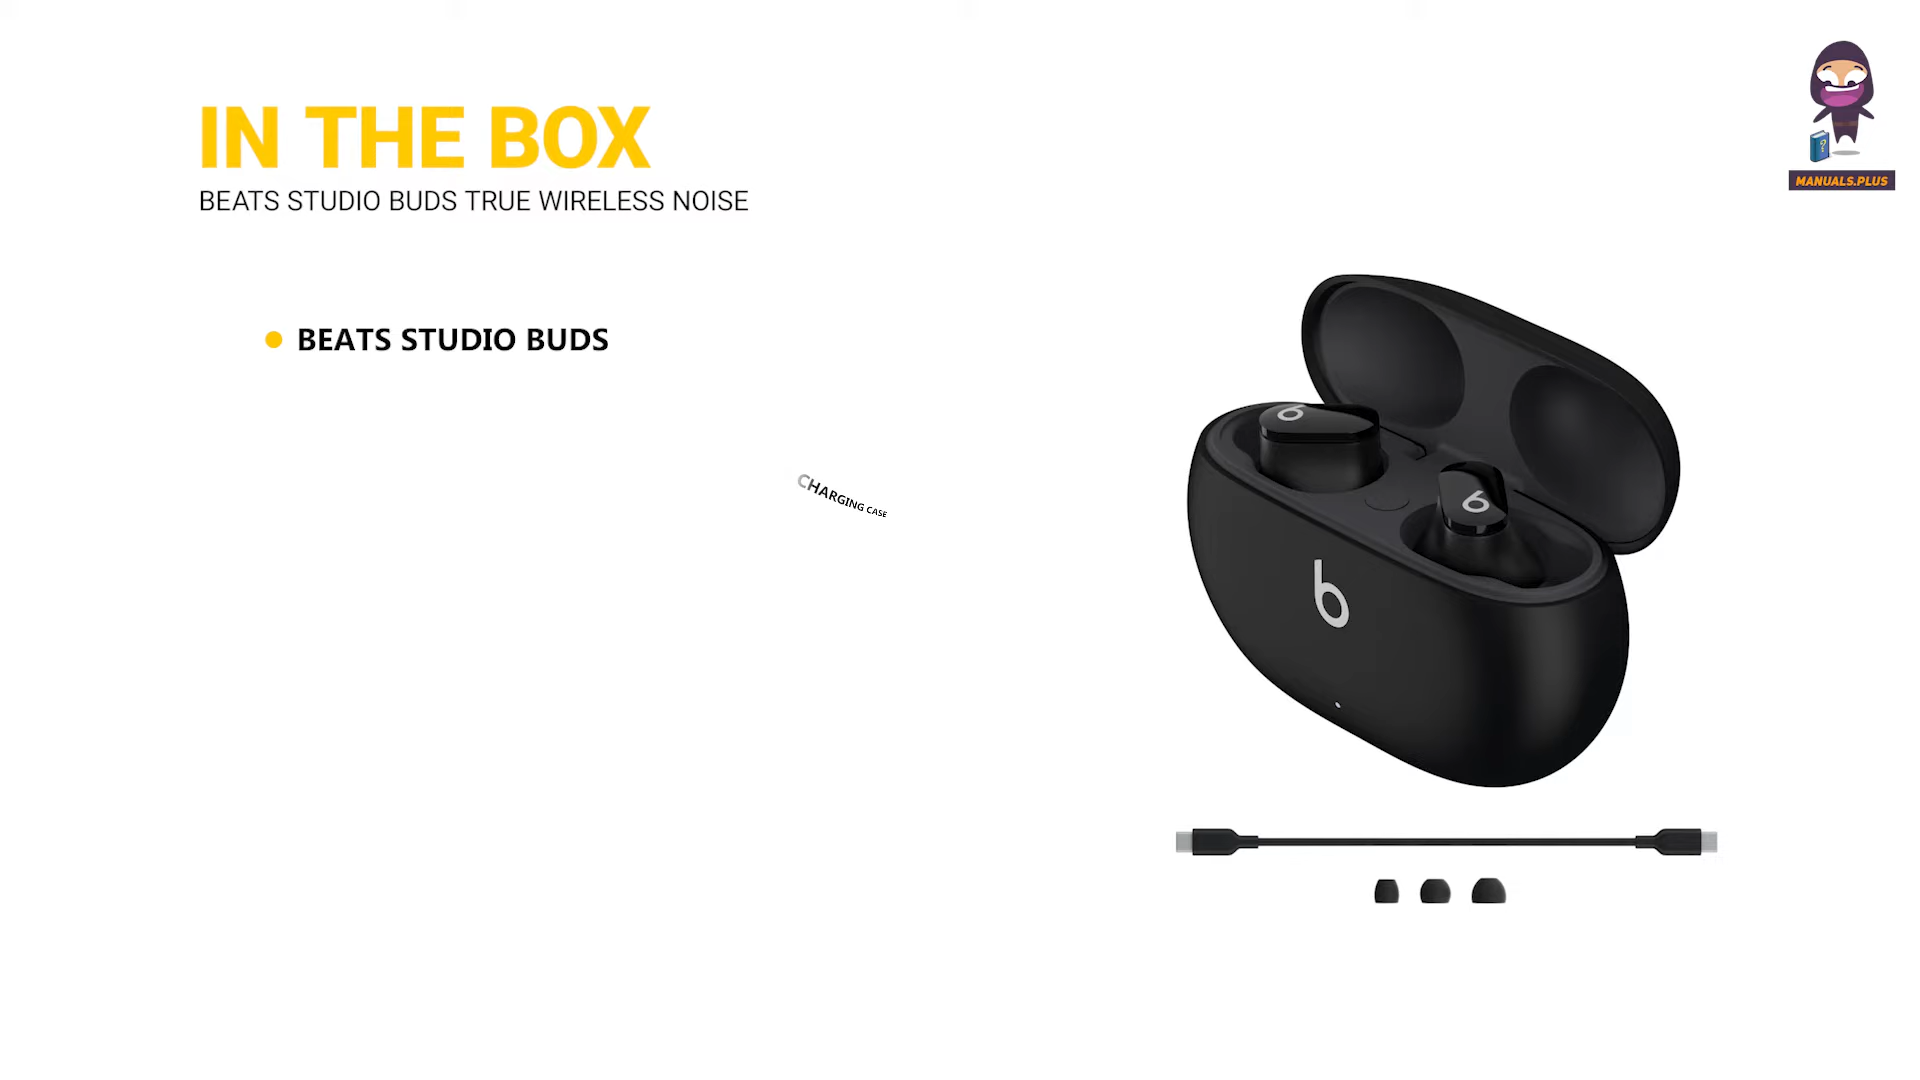 IN THE BOX
BEATS STUDIO BUDS TRUE WIRELESS NOISE
MANUALS.PLUS
BEATS STUDIO BUDS
CHARGING CASE